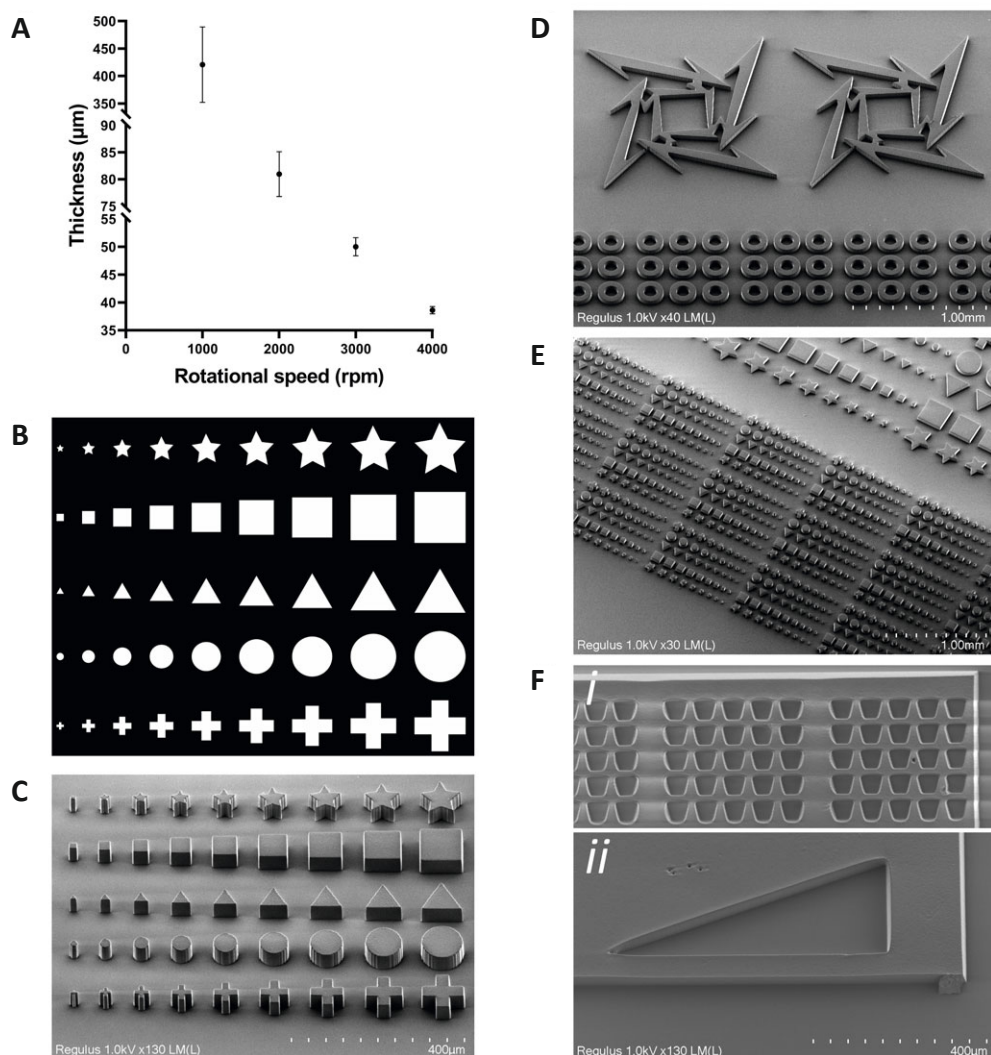 A
500
450
400
350
90
85
80
75
55
50
45
40
35
Thickness (µm)
0 1000 2000 3000 4000
Rotational speed (rpm)
B
C
Regulus 1.0kV x130 LM(L) 400µm
D
Regulus 1.0kV x40 LM(L) 1.00mm
E
Regulus 1.0kV x30 LM(L) 1.00mm
F
i
ii
Regulus 1.0kV x130 LM(L) 400µm